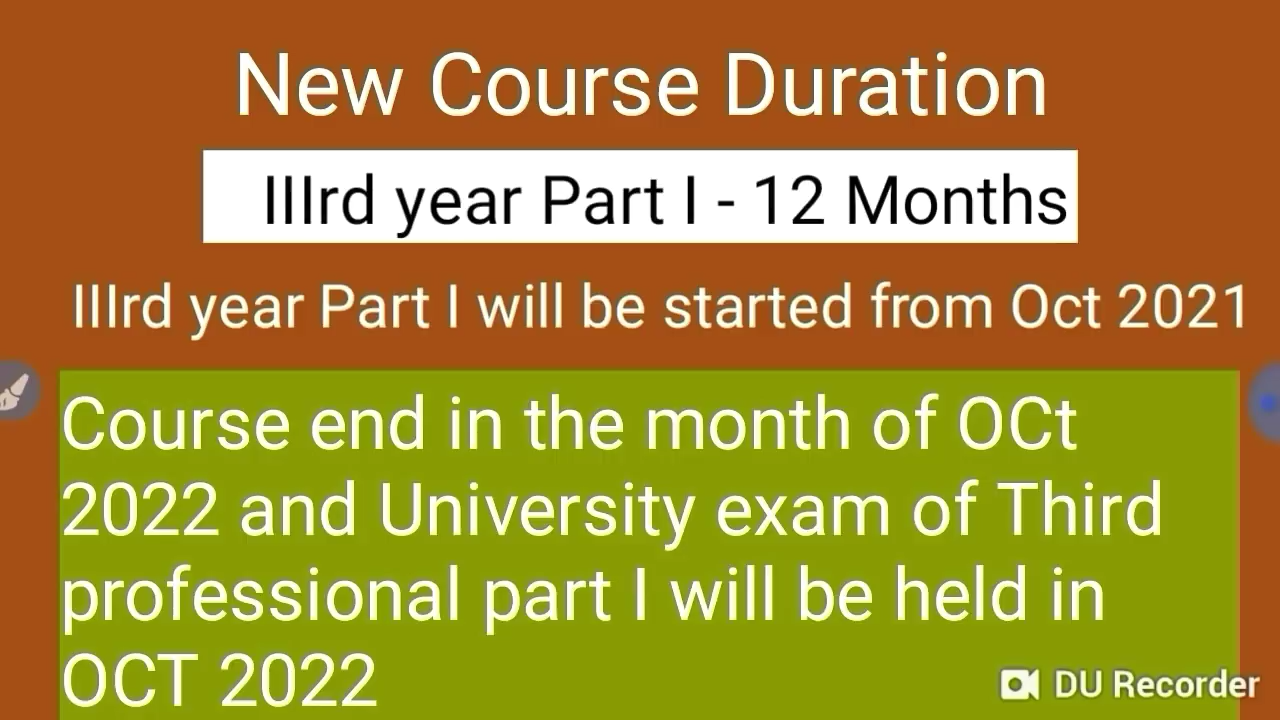 New Course Duration
IIIrd year Part I - 12 Months
IIIrd year Part I will be started from Oct 2021
Course end in the month of OCt
2022 and University exam of Third
professional part I will be held in
OCT 2022
DU Recorder